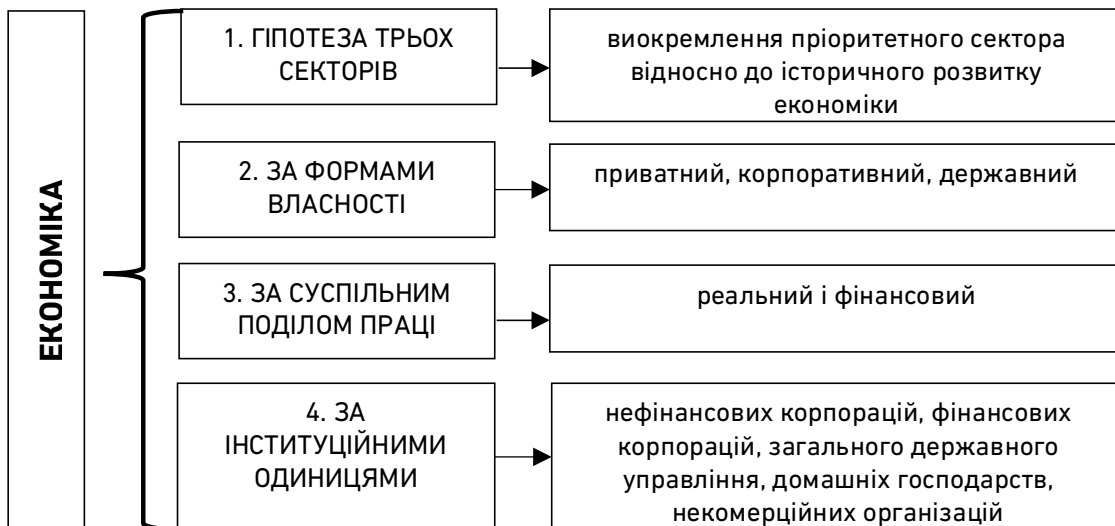 ЕКОНОМІКА
1. ГІПОТЕЗА ТРЬОХ
СЕКТОРІВ
виокремлення пріоритетного сектора
відносно до історичного розвитку
економіки
2. ЗА ФОРМАМИ
ВЛАСНОСТІ
приватний, корпоративний, державний
3. ЗА СУСПІЛЬНИМ
ПОДІЛОМ ПРАЦІ
реальний і фінансовий
4. ЗА
ІНСТИТУЦІЙНИМИ
ОДИНИЦЯМИ
нефінансових корпорацій, фінансових
корпорацій, загального державного
управління, домашніх господарств,
некомерційних організацій